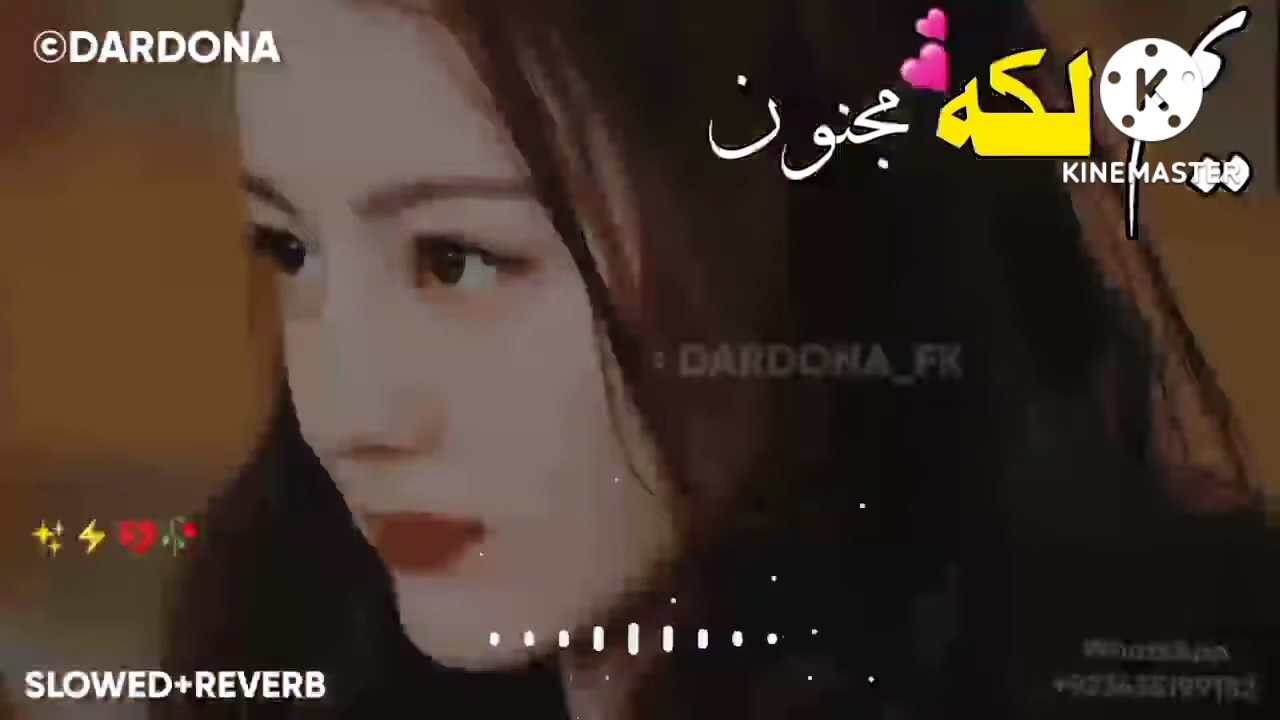 ©DARDONA
لکه مجنون
KINEMASTER
: DARDONA_FK
SLOWED+REVERB